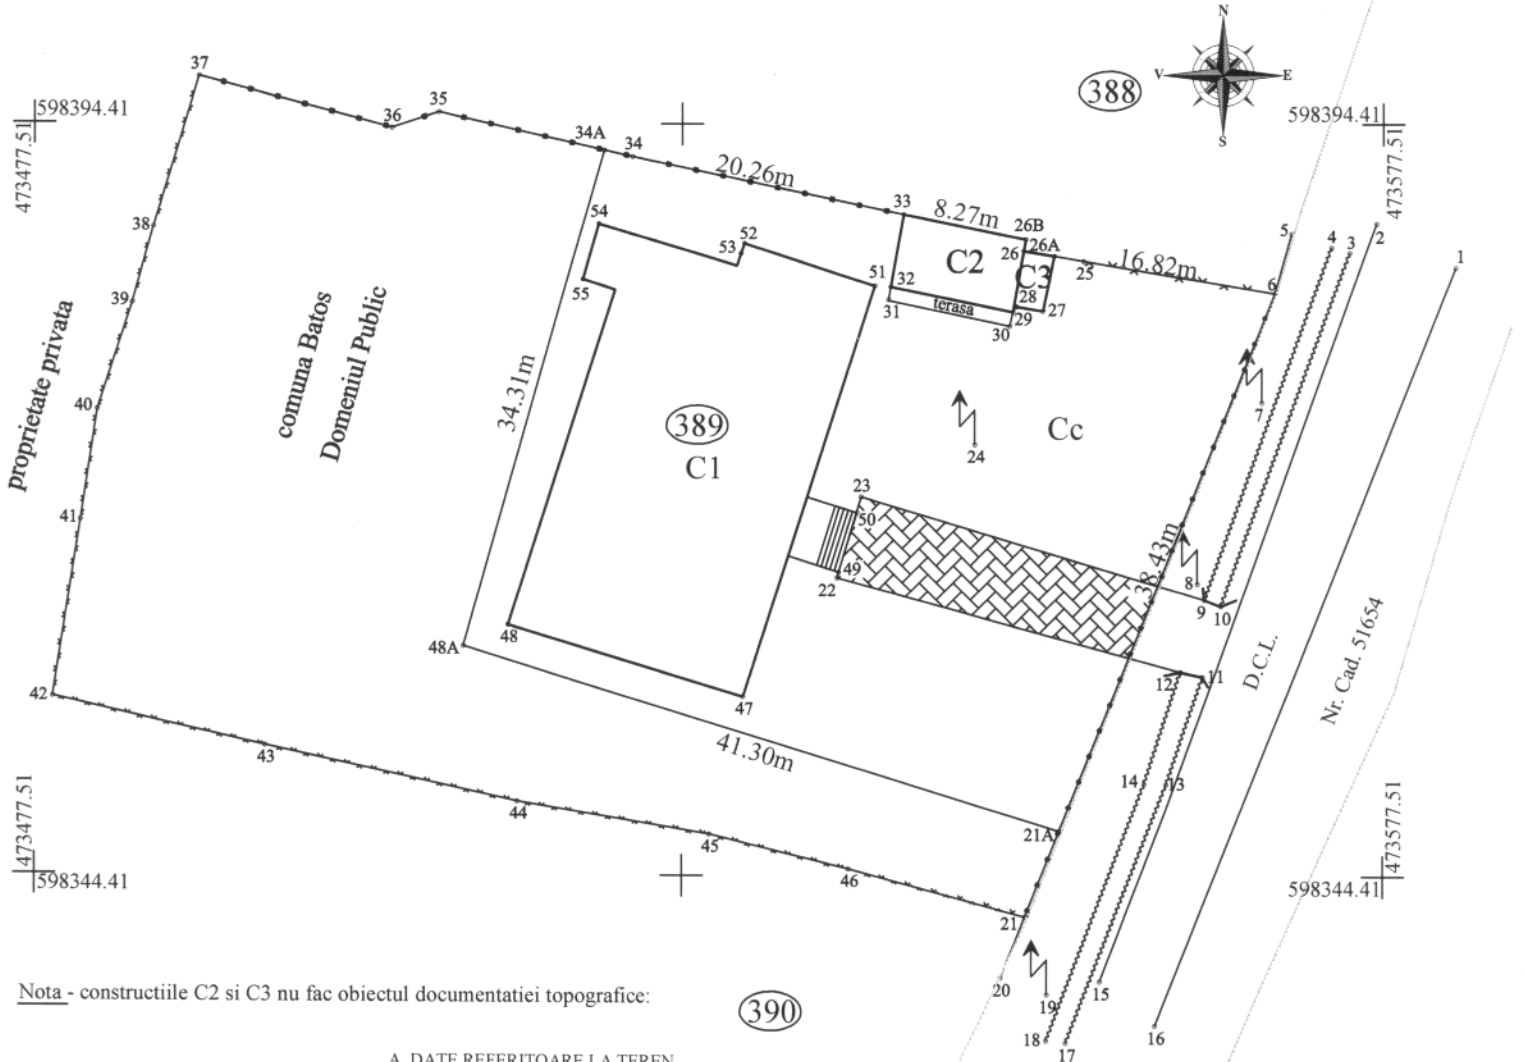 N
V
E
S
388
598394.41
473477.51
598394.41
473577.51
37
36
35
34A
34
20.26m
33
8.27m
26B
26A
26
C2
C3
25
16.82m
5
4
3
2
1
6
54
52
53
51
32
31
terasa
28
27
29
30
55
38
39
40
41
42
proprietate privata
comuna Batos
Domeniul Public
34.31m
389
C1
24
Cc
7
23
50
49
22
38.43m
8
9
10
11
12
D.C.L.
Nr. Cad. 51654
48
48A
47
41.30m
43
44
45
46
14
13
21A
21
473477.51
598344.41
473577.51
598344.41
20
19
15
18
17
16
Nota - constructiile C2 si C3 nu fac obiectul documentatiei topografice:
390
A. DATE REFERITOARE LA TEREN